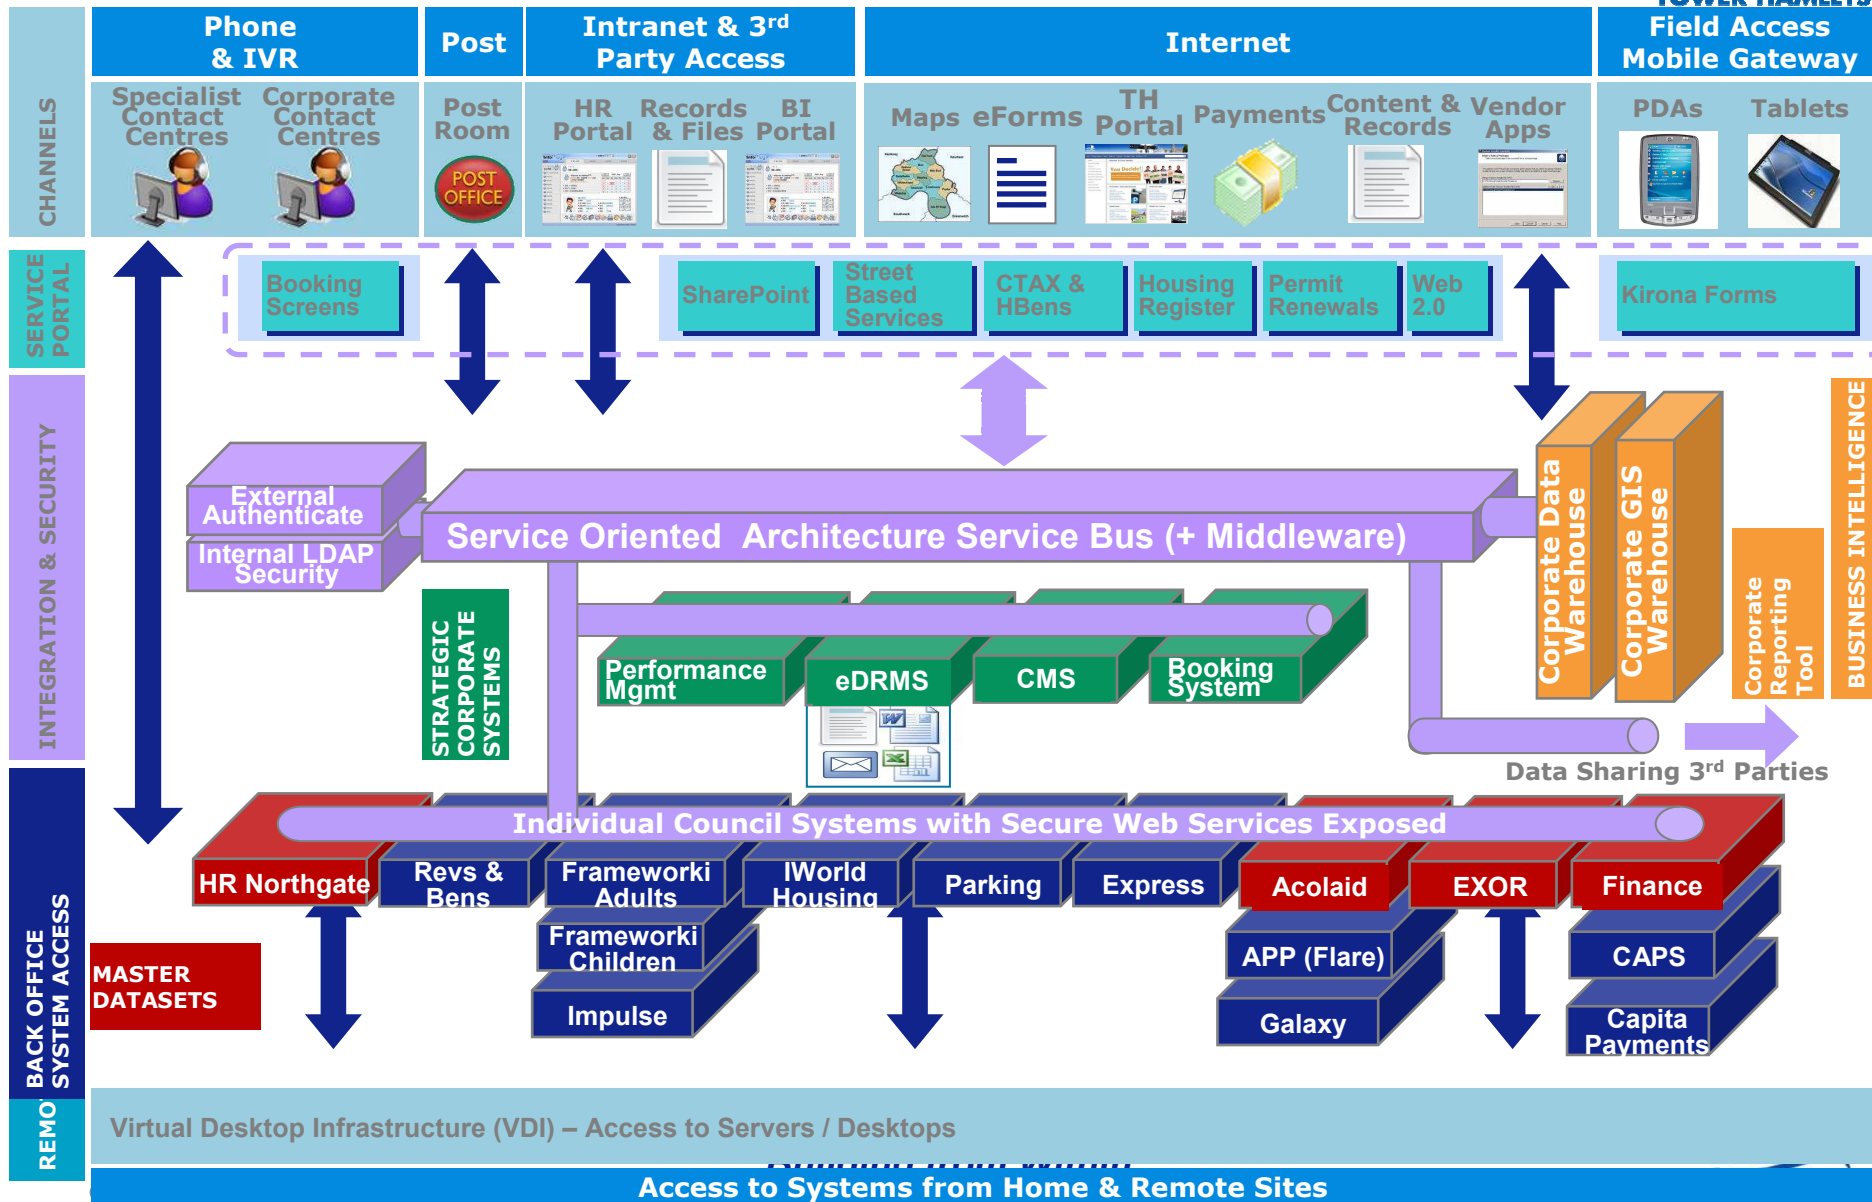 TOWER HAMLETS
Phone
& IVR
Post
Intranet & 3rd
Party Access
Internet
Field Access
Mobile Gateway
CHANNELS
Specialist
Contact
Centres
Corporate
Contact
Centres
Post
Room
POST
OFFICE
HR
Portal
Records
& Files
BI
Portal
Maps
eForms
TH
Portal
Payments
Content &
Records
Vendor
Apps
PDAs
Tablets
SERVICE
PORTAL
Booking
Screens
SharePoint
Street
Based
Services
CTAX &
HBens
Housing
Register
Permit
Renewals
Web
2.0
Kirona Forms
INTEGRATION & SECURITY
External
Authenticate
Internal LDAP
Security
Service Oriented Architecture Service Bus (+ Middleware)
Corporate Data
Warehouse
Corporate GIS
Warehouse
Corporate
Reporting
Tool
BUSINESS INTELLIGENCE
STRATEGIC
CORPORATE
SYSTEMS
Performance
Mgmt
eDRMS
CMS
Booking
System
Data Sharing 3rd Parties
BACK OFFICE
SYSTEM ACCESS
Individual Council Systems with Secure Web Services Exposed
HR Northgate
Revs &
Bens
Frameworki
Adults
IWorld
Housing
Parking
Express
Acolaid
EXOR
Finance
Frameworki
Children
Impulse
APP (Flare)
Galaxy
CAPS
Capita
Payments
MASTER
DATASETS
REMO
Virtual Desktop Infrastructure (VDI) – Access to Servers / Desktops
Access to Systems from Home & Remote Sites